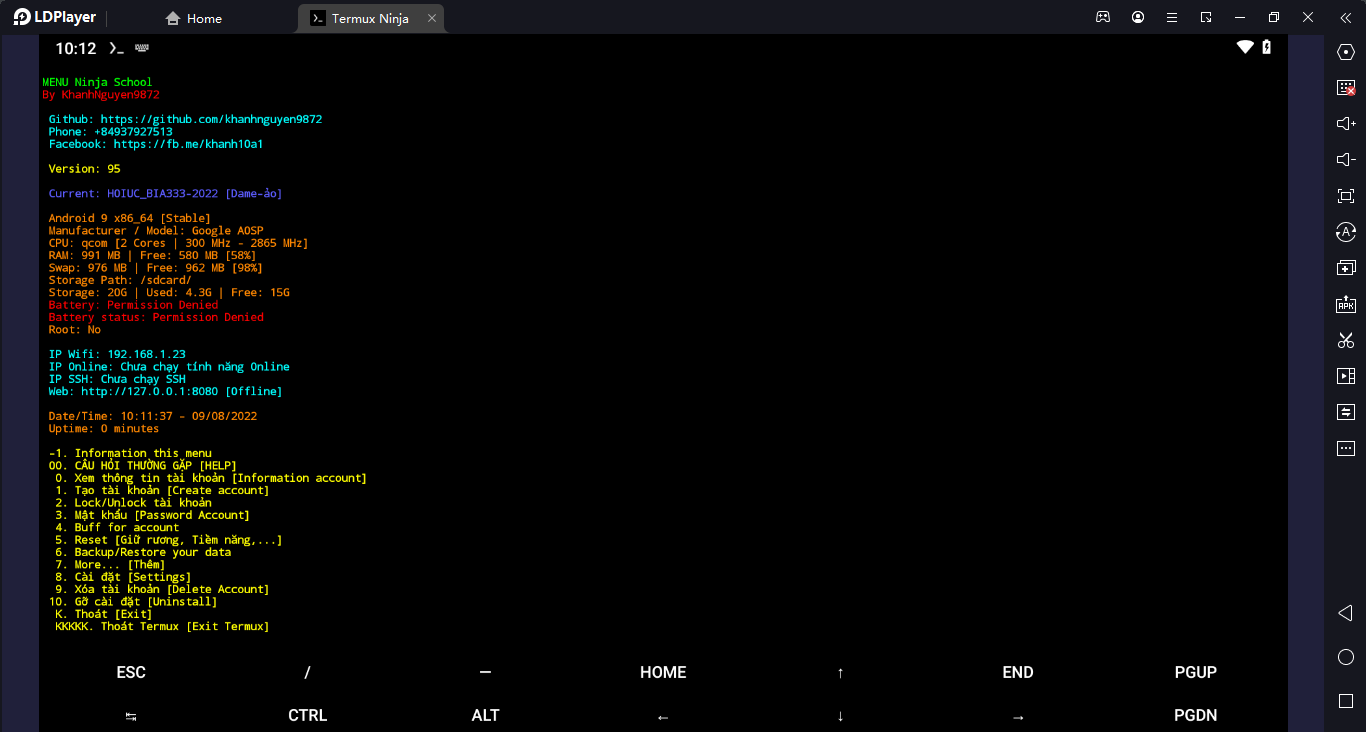 LDPlayer
Home
Termux Ninja
10:12
MENU Ninja School
By KhanhNguyen9872
Github: https://github.com/khanhnguyen9872
Phone: +84937927513
Facebook: https://fb.me/khanh10a1
Version: 95
Current: HOIUC_BIA333-2022 [Dame-ảo]
Android 9 x86_64 [Stable]
Manufacturer / Model: Google AOSP
CPU: qcom [2 Cores | 300 MHz - 2865 MHz]
RAM: 991 MB | Free: 580 MB [58%]
Swap: 976 MB | Free: 962 MB [98%]
Storage Path: /sdcard/
Storage: 20G | Used: 4.3G | Free: 15G
Battery: Permission Denied
Battery status: Permission Denied
Root: No
IP Wifi: 192.168.1.23
IP Online: Chưa chạy tính năng Online
IP SSH: Chưa chạy SSH
Web: http://127.0.0.1:8080 [Offline]
Date/Time: 10:11:37 - 09/08/2022
Uptime: 0 minutes
-1. Information this menu
00. CÂU HỎI THƯỜNG GẶP [HELP]
0. Xem thông tin tài khoản [Information account]
1. Tạo tài khoản [Create account]
2. Lock/Unlock tài khoản
3. Mật khẩu [Password Account]
4. Buff for account
5. Reset [Giữ rương, Tiềm năng,...]
6. Backup/Restore your data
7. More... [Thêm]
8. Cài đặt [Settings]
9. Xóa tài khoản [Delete Account]
10. Gỡ cài đặt [Uninstall]
K. Thoát [Exit]
KKKKK. Thoát Termux [Exit Termux]
ESC / — HOME ↑ END PGUP
↹ CTRL ALT ← ↓ → PGDN
A
APK